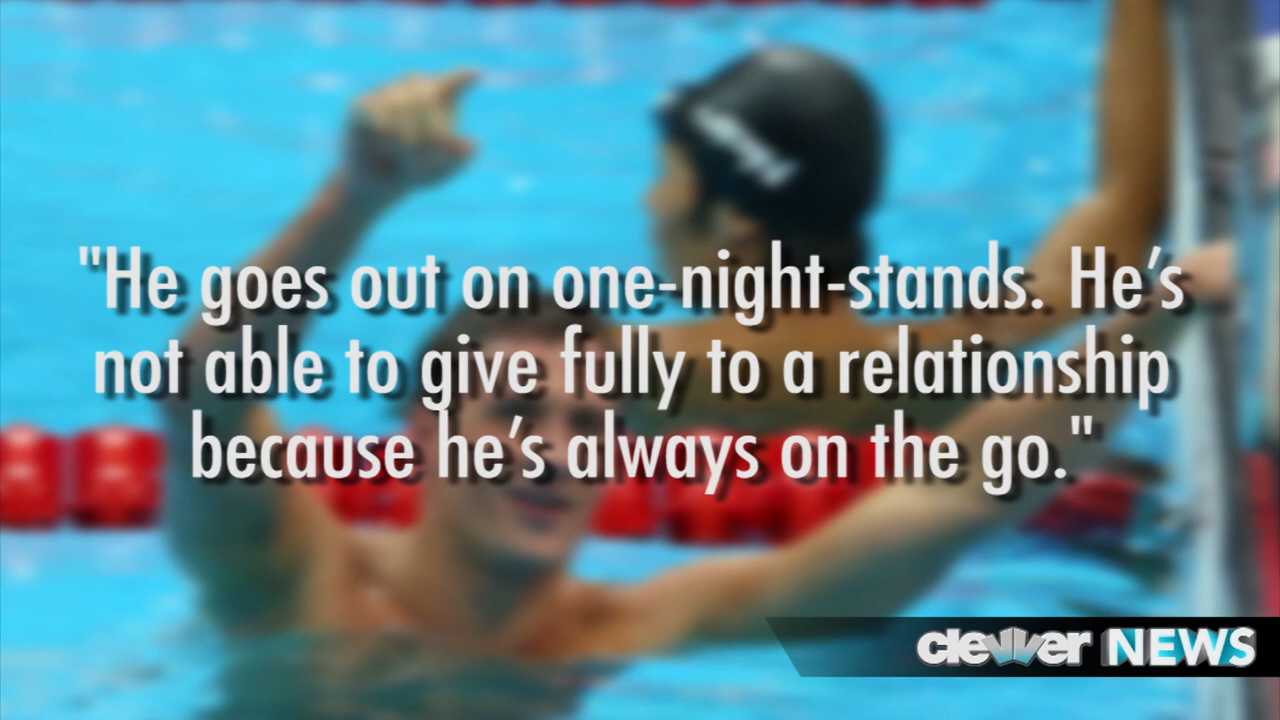 "He goes out on one-night-stands. He's
not able to give fully to a relationship
because he's always on the go."
clevver NEWS